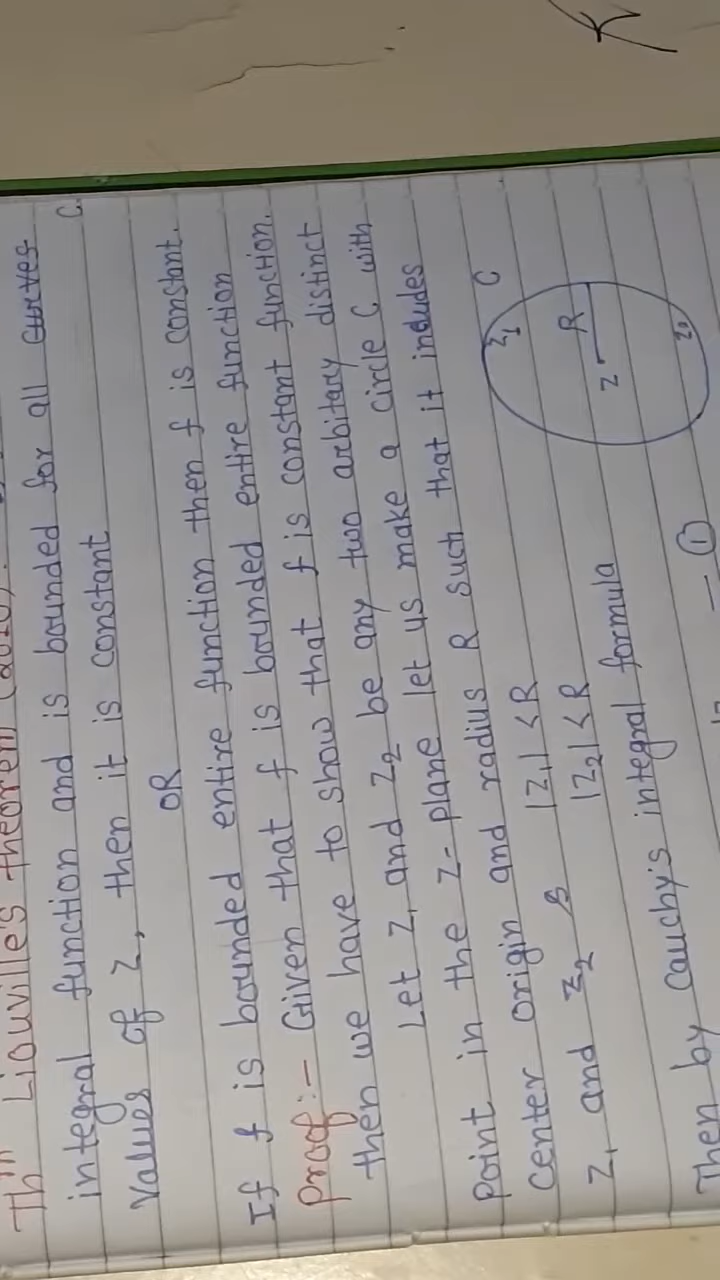 Thm Liouville's theorem
integral function and is bounded for all curves C
values of z, then it is constant
OR
If f is bounded entire function then f is constant.
Proof:- Given that f is bounded entire function
then we have to show that f is constant function.
Let z1 and z2 be any two arbitary distinct
Point in the z-plane let us make a circle C with
center origin and radius R such that it includes
z1 and z2 s |z1| < R
|z2| < R
C
z1
R
z
z2
Then by cauchy's integral formula
— ①